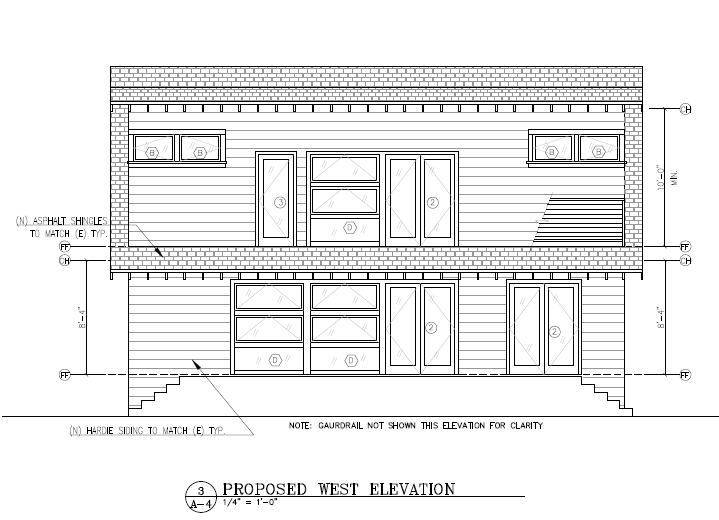 CH
B
B
B
B
3
2
D
10'-0"
MIN.
(N) ASPHALT SHINGLES
TO MATCH (E) TYP.
FF
FF
CH
CH
8'-4"
8'-4"
2
2
D
D
FF
FF
(N) HARDIE SIDING TO MATCH (E) TYP.
NOTE: GAURDRAIL NOT SHOWN THIS ELEVATION FOR CLARITY
3
A-4
PROPOSED WEST ELEVATION
1/4" = 1'-0"